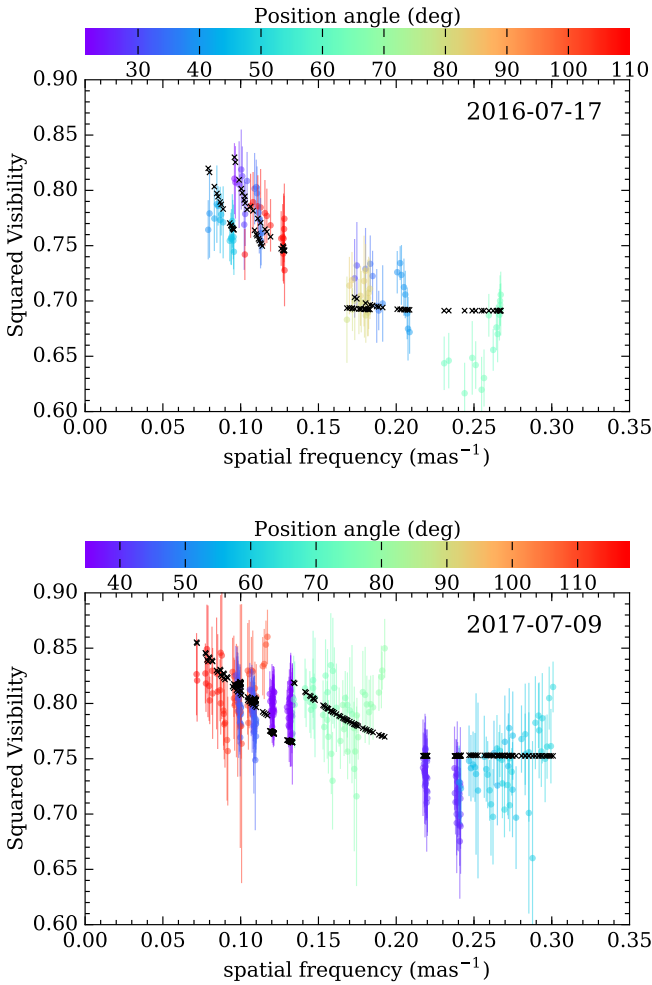 Position angle (deg)
30 40 50 60 70 80 90 100 110
0.90
2016-07-17
0.85
0.80
0.75
0.70
0.65
0.60
Squared Visibility
0.00 0.05 0.10 0.15 0.20 0.25 0.30 0.35
spatial frequency (mas⁻¹)
Position angle (deg)
40 50 60 70 80 90 100 110
0.90
2017-07-09
0.85
0.80
0.75
0.70
0.65
0.60
Squared Visibility
0.00 0.05 0.10 0.15 0.20 0.25 0.30 0.35
spatial frequency (mas⁻¹)